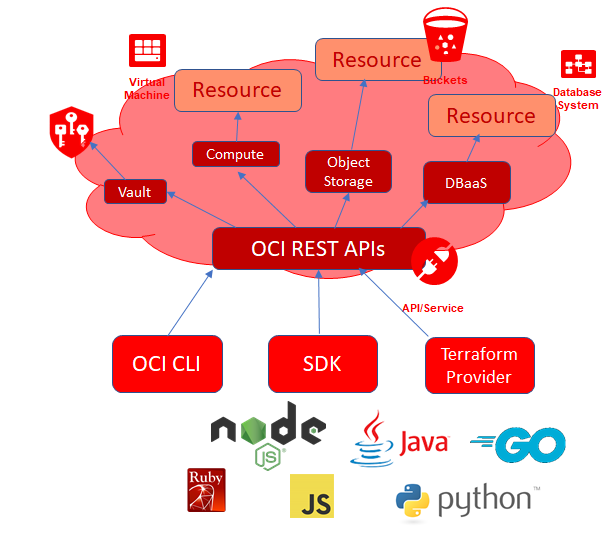 Virtual
Machine
Resource
Resource
Buckets
Resource
Database
System
Vault
Compute
Object
Storage
DBaaS
OCI REST APIs
API/Service
OCI CLI
SDK
Terraform
Provider
node
JS
Java
GO
Ruby
JS
python™